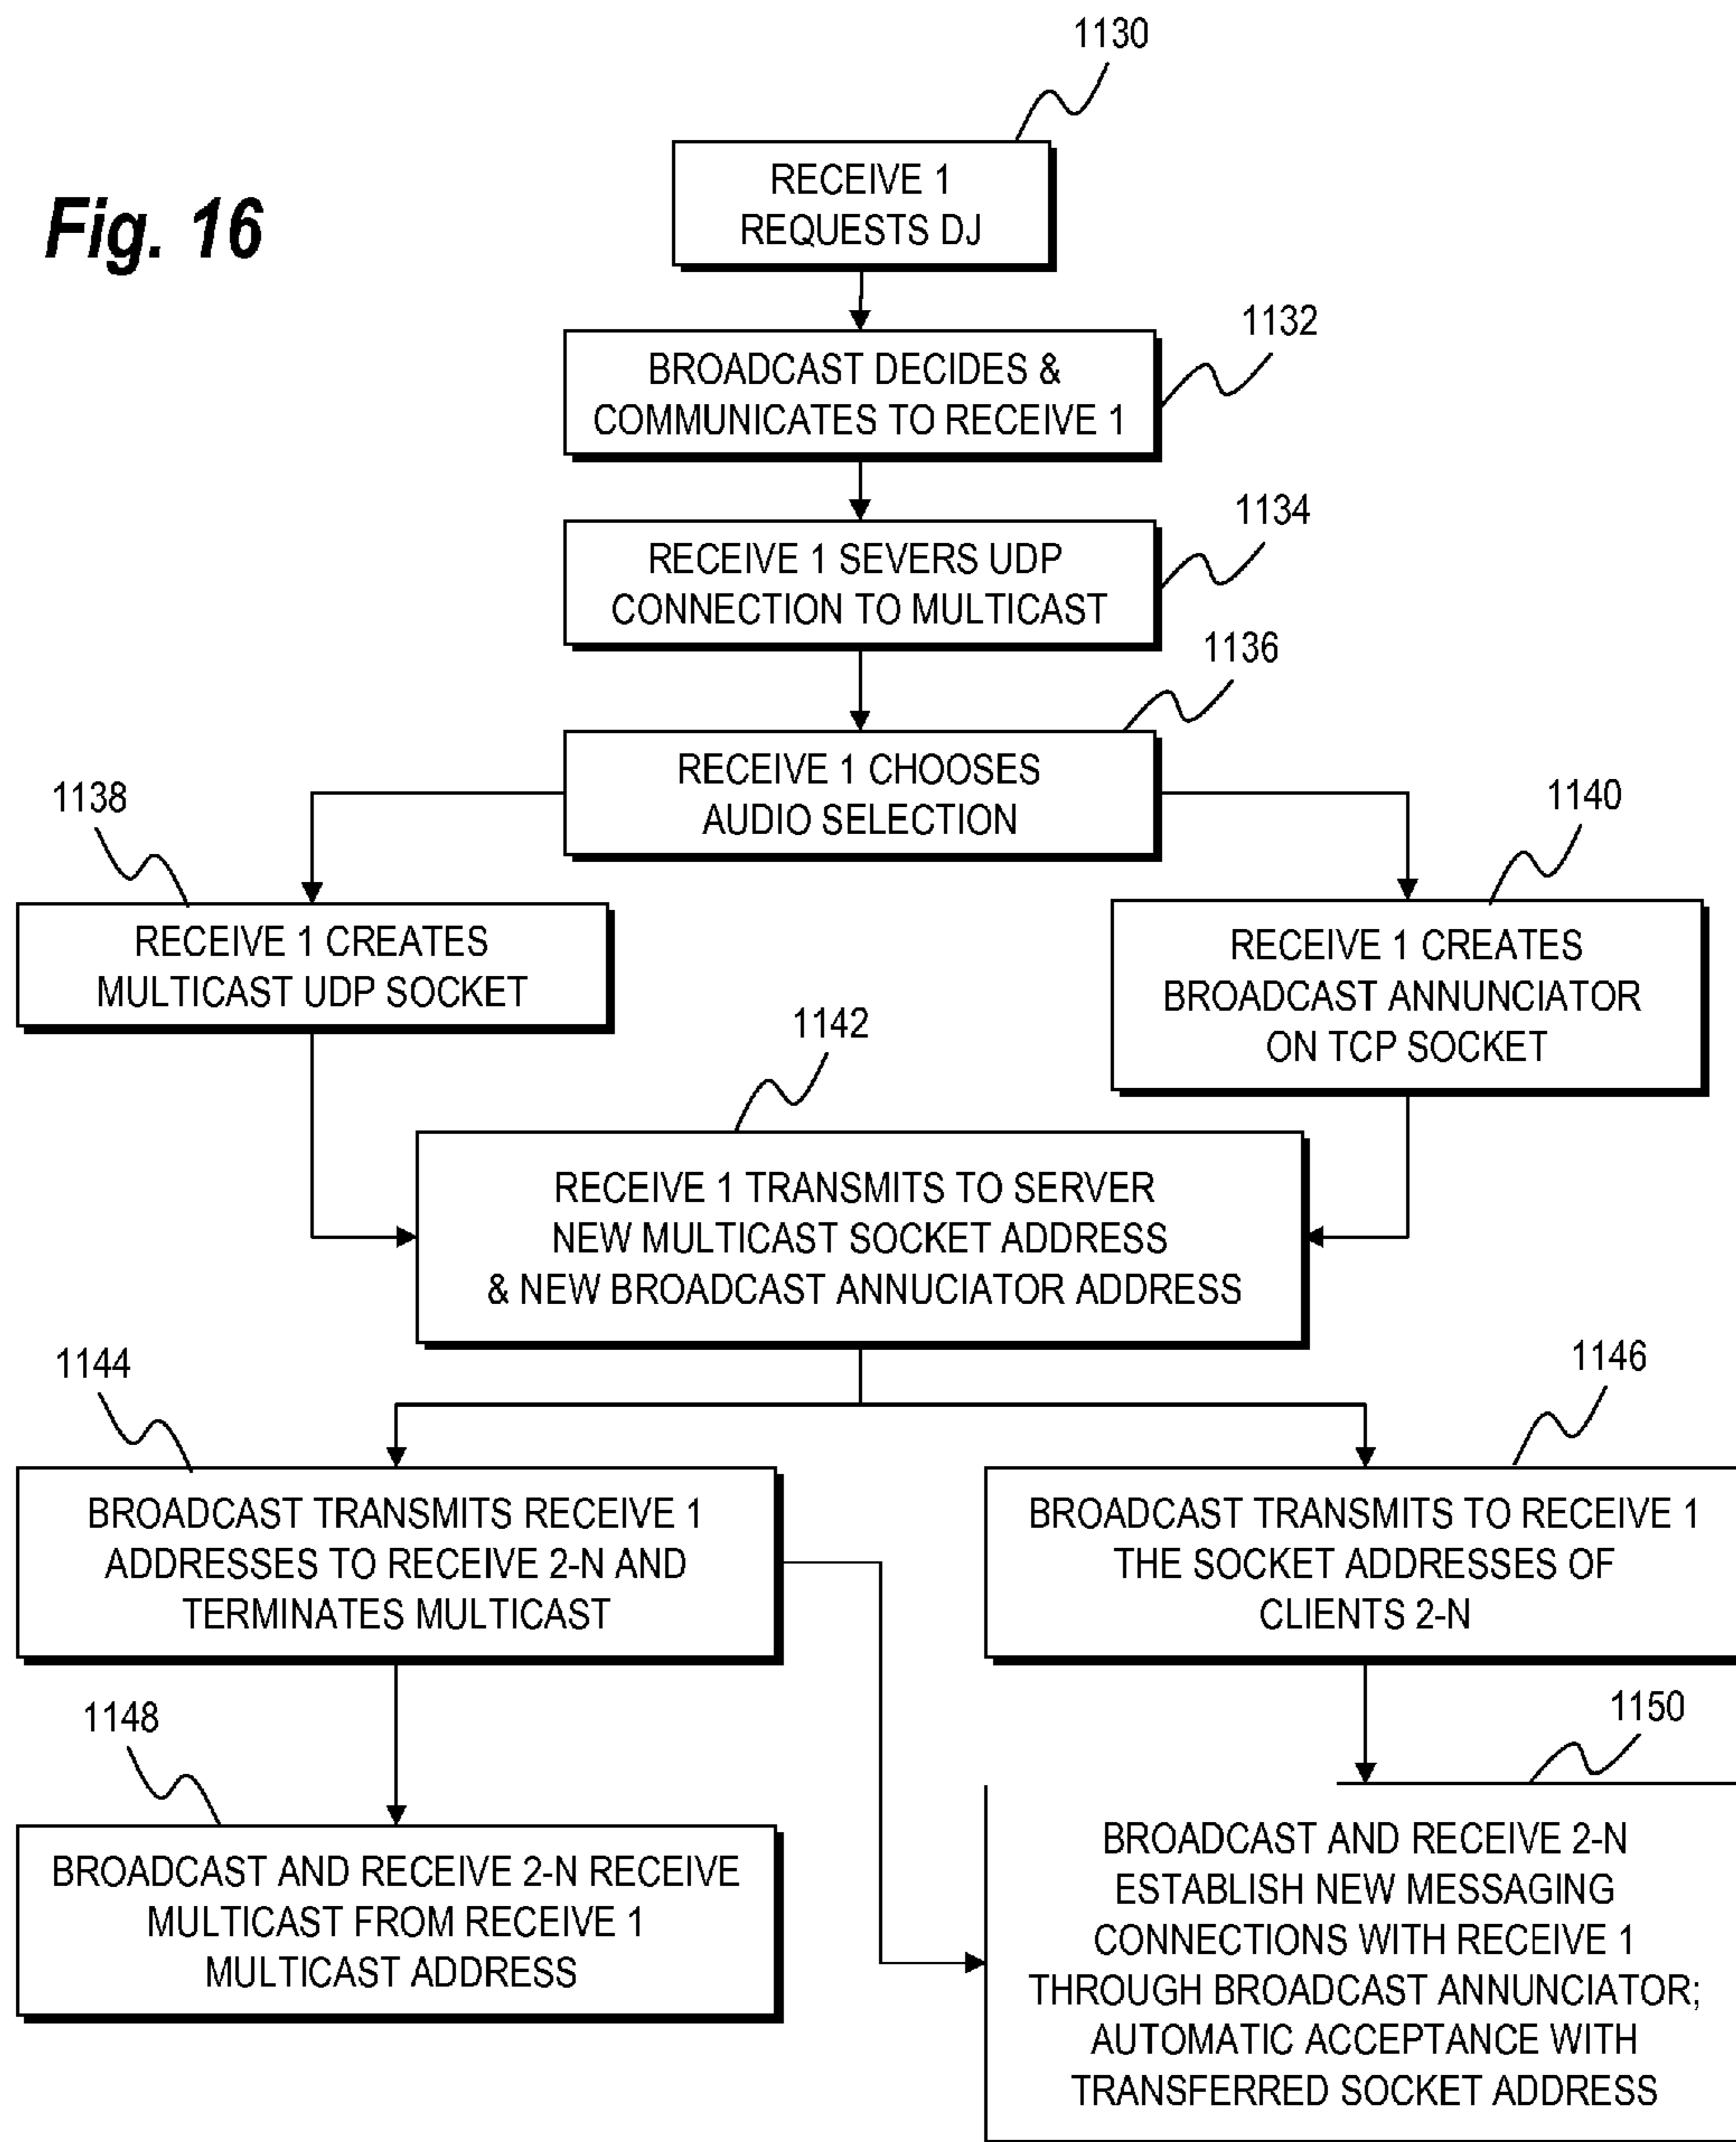 Fig. 16
1130
RECEIVE 1
REQUESTS DJ
1132
BROADCAST DECIDES &
COMMUNICATES TO RECEIVE 1
1134
RECEIVE 1 SEVERS UDP
CONNECTION TO MULTICAST
1136
RECEIVE 1 CHOOSES
AUDIO SELECTION
1138
RECEIVE 1 CREATES
MULTICAST UDP SOCKET
1140
RECEIVE 1 CREATES
BROADCAST ANNUNCIATOR
ON TCP SOCKET
1142
RECEIVE 1 TRANSMITS TO SERVER
NEW MULTICAST SOCKET ADDRESS
& NEW BROADCAST ANNUCIATOR ADDRESS
1144
BROADCAST TRANSMITS RECEIVE 1
ADDRESSES TO RECEIVE 2-N AND
TERMINATES MULTICAST
1146
BROADCAST TRANSMITS TO RECEIVE 1
THE SOCKET ADDRESSES OF
CLIENTS 2-N
1148
BROADCAST AND RECEIVE 2-N RECEIVE
MULTICAST FROM RECEIVE 1
MULTICAST ADDRESS
1150
BROADCAST AND RECEIVE 2-N
ESTABLISH NEW MESSAGING
CONNECTIONS WITH RECEIVE 1
THROUGH BROADCAST ANNUNCIATOR;
AUTOMATIC ACCEPTANCE WITH
TRANSFERRED SOCKET ADDRESS